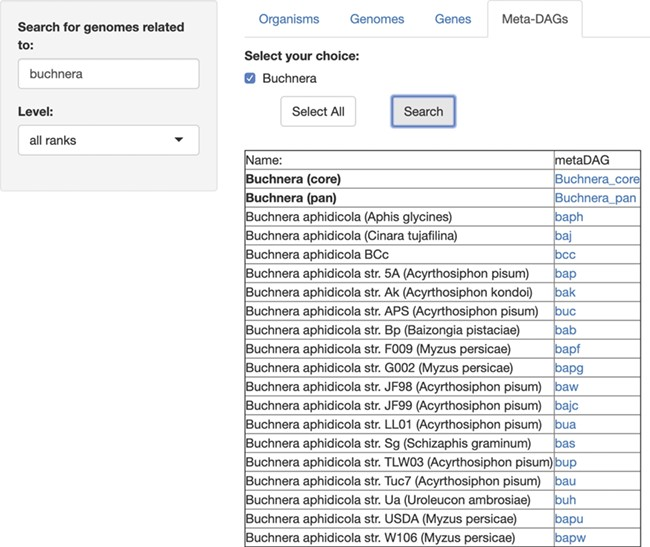 Search for genomes related
to:
buchnera
Level:
all ranks
Organisms Genomes Genes Meta-DAGs
Select your choice:
Buchnera
Select All Search
Name: metaDAG
Buchnera (core) Buchnera_core
Buchnera (pan) Buchnera_pan
Buchnera aphidicola (Aphis glycines) baph
Buchnera aphidicola (Cinara tujafilina) baj
Buchnera aphidicola BCc bcc
Buchnera aphidicola str. 5A (Acyrthosiphon pisum) bap
Buchnera aphidicola str. Ak (Acyrthosiphon kondoi) bak
Buchnera aphidicola str. APS (Acyrthosiphon pisum) buc
Buchnera aphidicola str. Bp (Baizongia pistaciae) bab
Buchnera aphidicola str. F009 (Myzus persicae) bapf
Buchnera aphidicola str. G002 (Myzus persicae) bapg
Buchnera aphidicola str. JF98 (Acyrthosiphon pisum) baw
Buchnera aphidicola str. JF99 (Acyrthosiphon pisum) bajc
Buchnera aphidicola str. LL01 (Acyrthosiphon pisum) bua
Buchnera aphidicola str. Sg (Schizaphis graminum) bas
Buchnera aphidicola str. TLW03 (Acyrthosiphon pisum) bup
Buchnera aphidicola str. Tuc7 (Acyrthosiphon pisum) bau
Buchnera aphidicola str. Ua (Uroleucon ambrosiae) buh
Buchnera aphidicola str. USDA (Myzus persicae) bapu
Buchnera aphidicola str. W106 (Myzus persicae) bapw